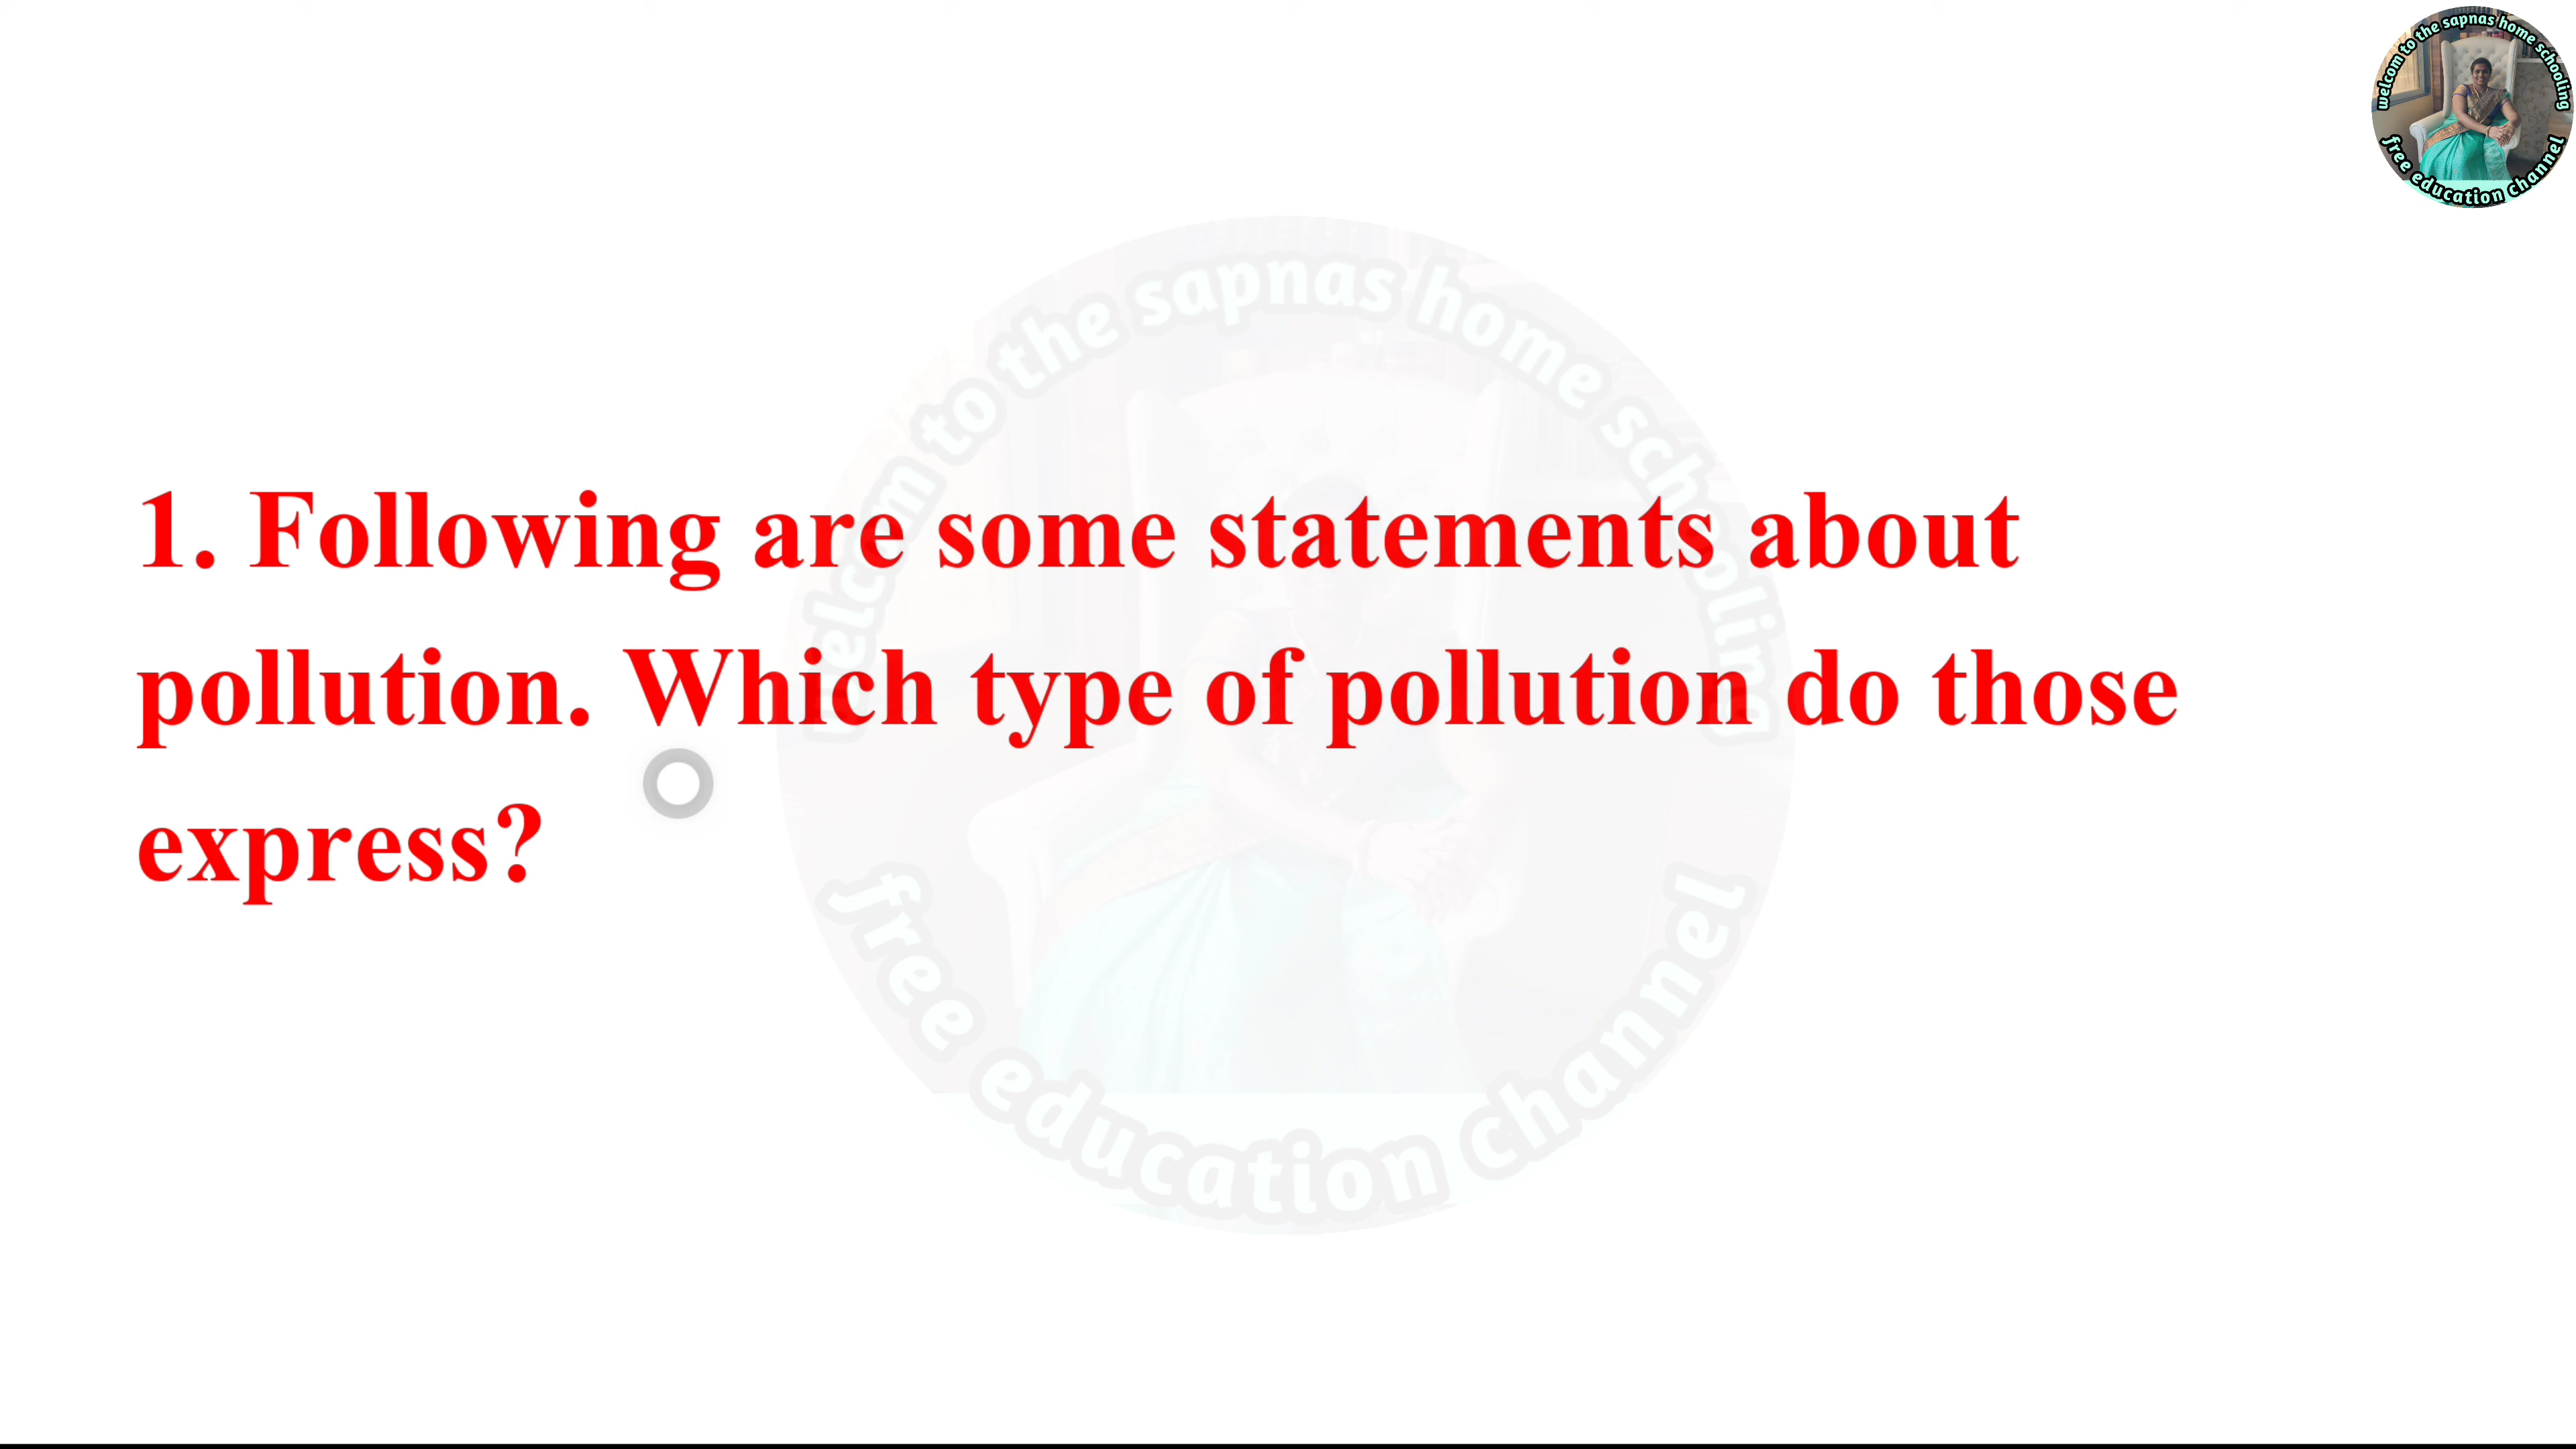 welcom to the sapnas home schooling
free education channel
welcom to the sapnas home schooling
1. Following are some statements about
pollution. Which type of pollution do those
express?
free education channel